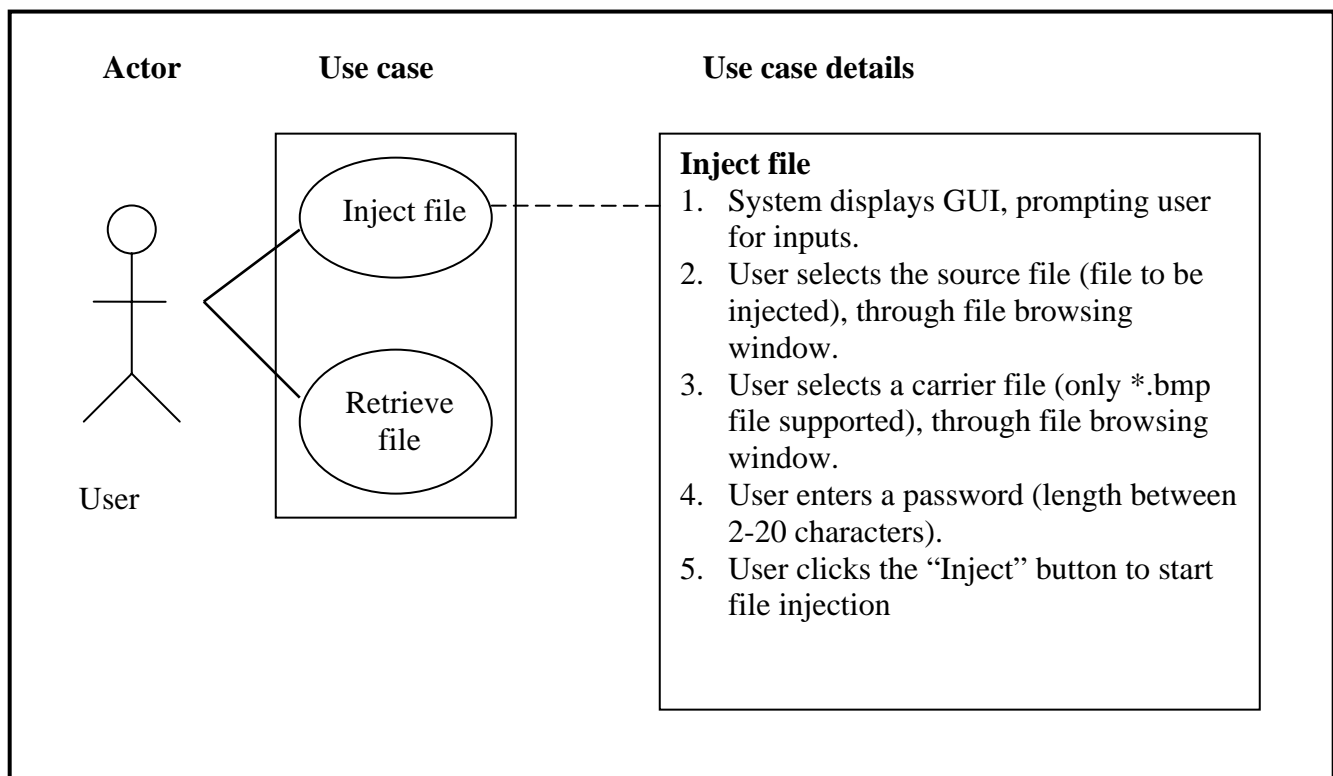 Actor
Use case
Use case details
Inject file
Retrieve
file
User
Inject file
1. System displays GUI, prompting user
for inputs.
2. User selects the source file (file to be
injected), through file browsing
window.
3. User selects a carrier file (only *.bmp
file supported), through file browsing
window.
4. User enters a password (length between
2-20 characters).
5. User clicks the “Inject” button to start
file injection